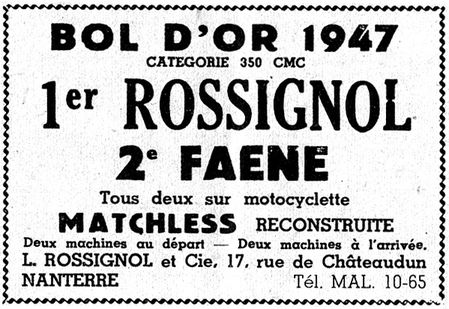 BOL D'OR 1947
CATEGORIE 350 CMC
1er ROSSIGNOL
2e FAENE
Tous deux sur motocyclette
MATCHLESS RECONSTRUITE
Deux machines au départ — Deux machines à l'arrivée.
L. ROSSIGNOL et Cie, 17, rue de Châteaudun
NANTERRE Tél. MAL. 10-65